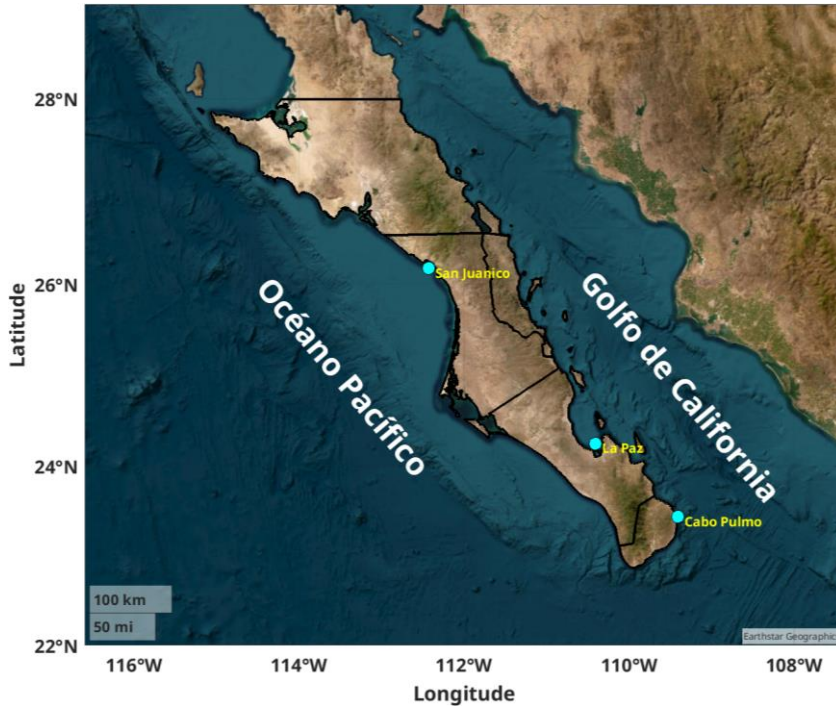 28°N
26°N
24°N
22°N
Latitude
San Juanico
Océano Pacífico
Golfo de California
La Paz
Cabo Pulmo
100 km
50 mi
Earthstar Geographic
116°W
114°W
112°W
110°W
108°W
Longitude